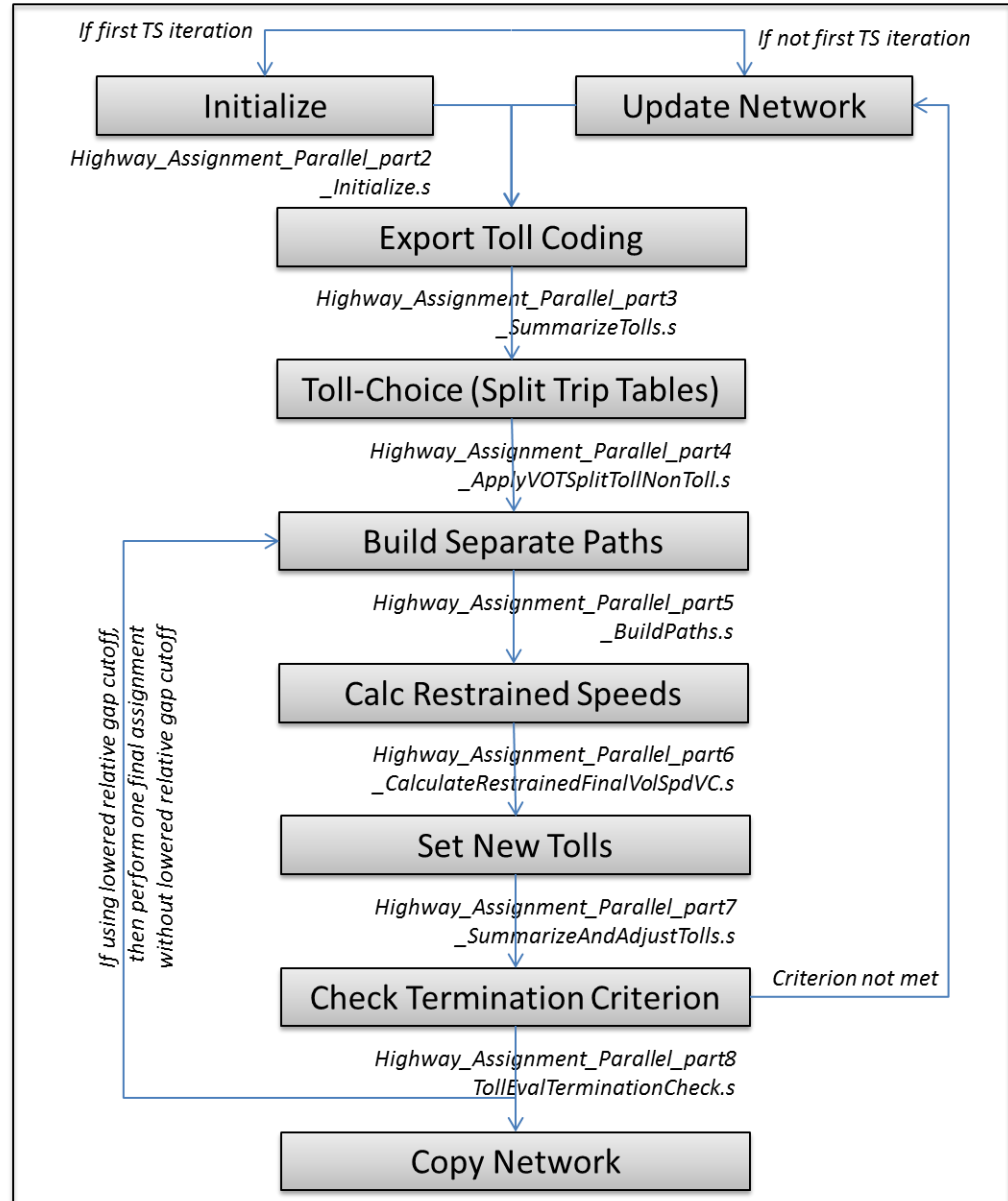 If first TS iteration
If not first TS iteration
Initialize
Update Network
Highway_Assignment_Parallel_part2
_Initialize.s
Export Toll Coding
Highway_Assignment_Parallel_part3
_SummarizeTolls.s
Toll-Choice (Split Trip Tables)
Highway_Assignment_Parallel_part4
_ApplyVOTSplitTollNonToll.s
Build Separate Paths
Highway_Assignment_Parallel_part5
_BuildPaths.s
If using lowered relative gap cutoff,
then perform one final assignment
without lowered relative gap cutoff
Calc Restrained Speeds
Highway_Assignment_Parallel_part6
_CalculateRestrainedFinalVolSpdVC.s
Set New Tolls
Highway_Assignment_Parallel_part7
_SummarizeAndAdjustTolls.s
Check Termination Criterion
Criterion not met
Highway_Assignment_Parallel_part8
TollEvalTerminationCheck.s
Copy Network